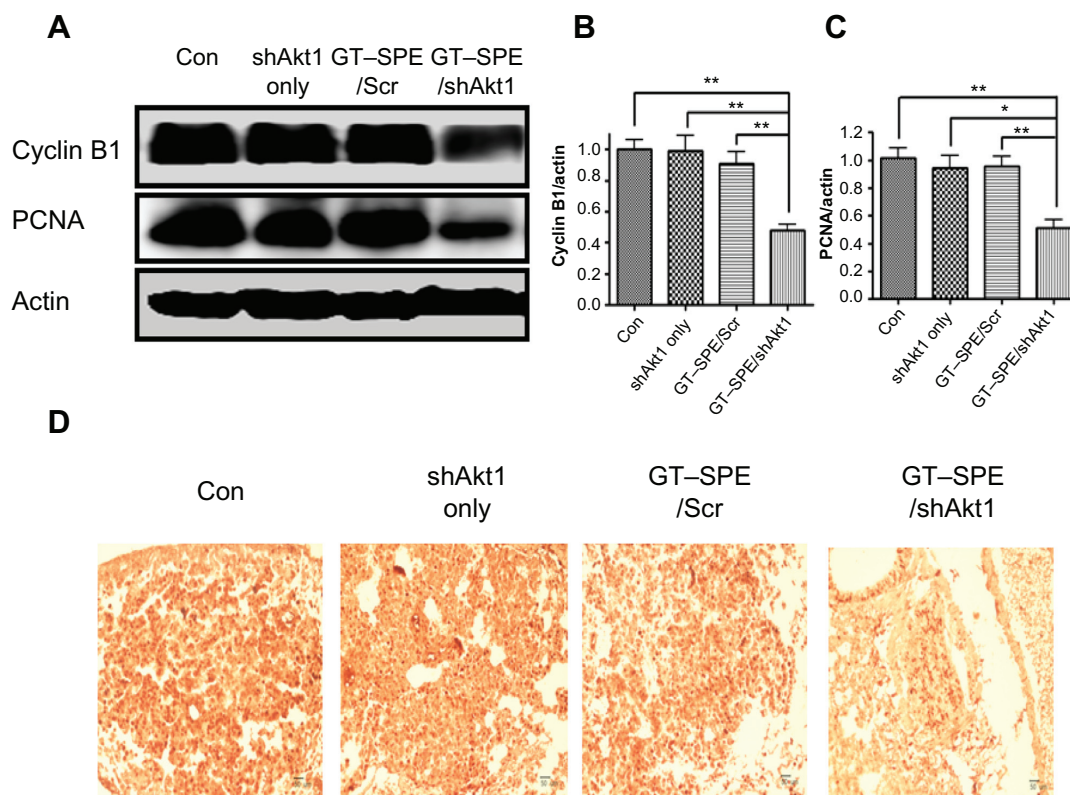 A
Con
shAkt1
only
GT–SPE
/Scr
GT–SPE
/shAkt1
Cyclin B1
PCNA
Actin
B
**
**
**
Cyclin B1/actin
1.0
0.8
0.6
0.4
0.2
0.0
Con
shAkt1 only
GT–SPE/Scr
GT–SPE/shAkt1
C
**
*
**
PCNA/actin
1.2
1.0
0.8
0.6
0.4
0.2
0.0
Con
shAkt1 only
GT–SPE/Scr
GT–SPE/shAkt1
D
Con
shAkt1
only
GT–SPE
/Scr
GT–SPE
/shAkt1